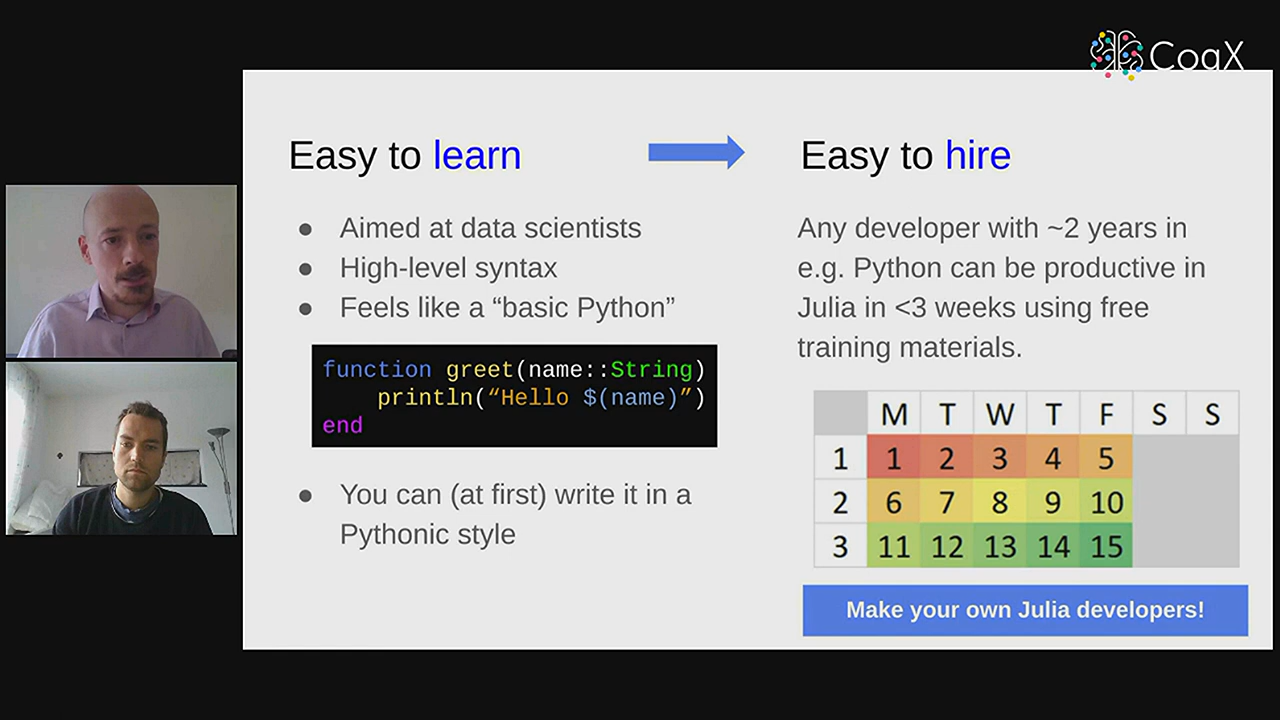 CogX
Easy to learn
Easy to hire
● Aimed at data scientists
● High-level syntax
● Feels like a “basic Python”
function greet(name::String)
println(“Hello $(name)”)
end
● You can (at first) write it in a
Pythonic style
Any developer with ~2 years in
e.g. Python can be productive in
Julia in <3 weeks using free
training materials.
M T W T F S S
1 1 2 3 4 5
2 6 7 8 9 10
3 11 12 13 14 15
Make your own Julia developers!